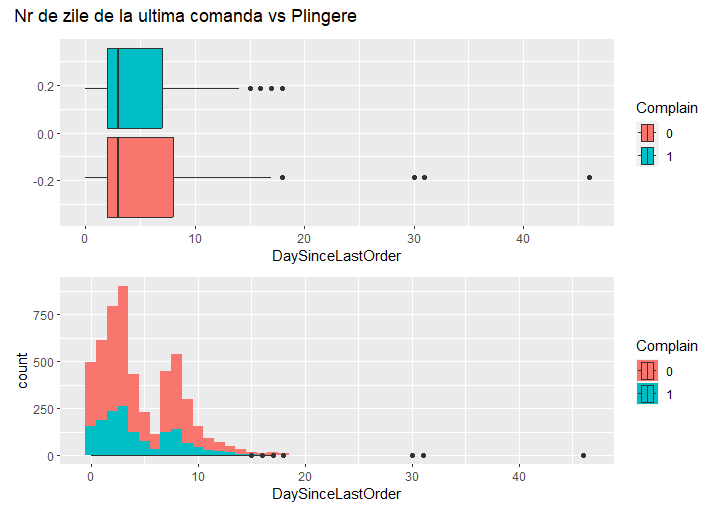 Nr de zile de la ultima comanda vs Plingere
0.2
0.0
-0.2
0 10 20 30 40
DaySinceLastOrder
Complain
0
1
750
500
250
0
count
0 10 20 30 40
DaySinceLastOrder
Complain
0
1